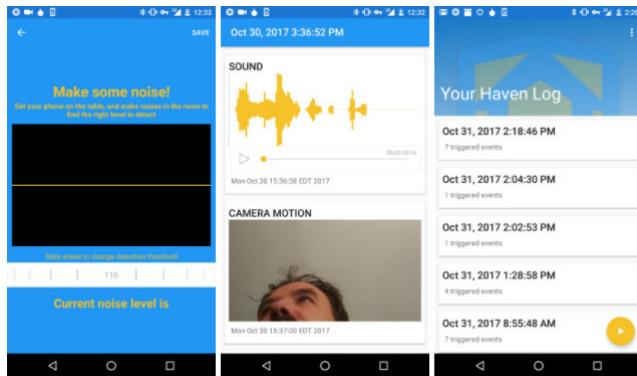 12:33
SAVE
Make some noise!
Set your phone on the table, and make noises in the room to
find the right level to detect
Slide wheel to change detection threshold!
110
Current noise level is
12:32
Oct 30, 2017 3:36:52 PM
SOUND
00:00/00:14
Mon Oct 30 15:36:58 EDT 2017
CAMERA MOTION
Mon Oct 30 15:37:00 EDT 2017
2:20
Your Haven Log
Oct 31, 2017 2:18:46 PM
7 triggered events
Oct 31, 2017 2:04:30 PM
1 triggered events
Oct 31, 2017 2:02:53 PM
1 triggered events
Oct 31, 2017 1:28:58 PM
4 triggered events
Oct 31, 2017 8:55:48 AM
7 triggered events